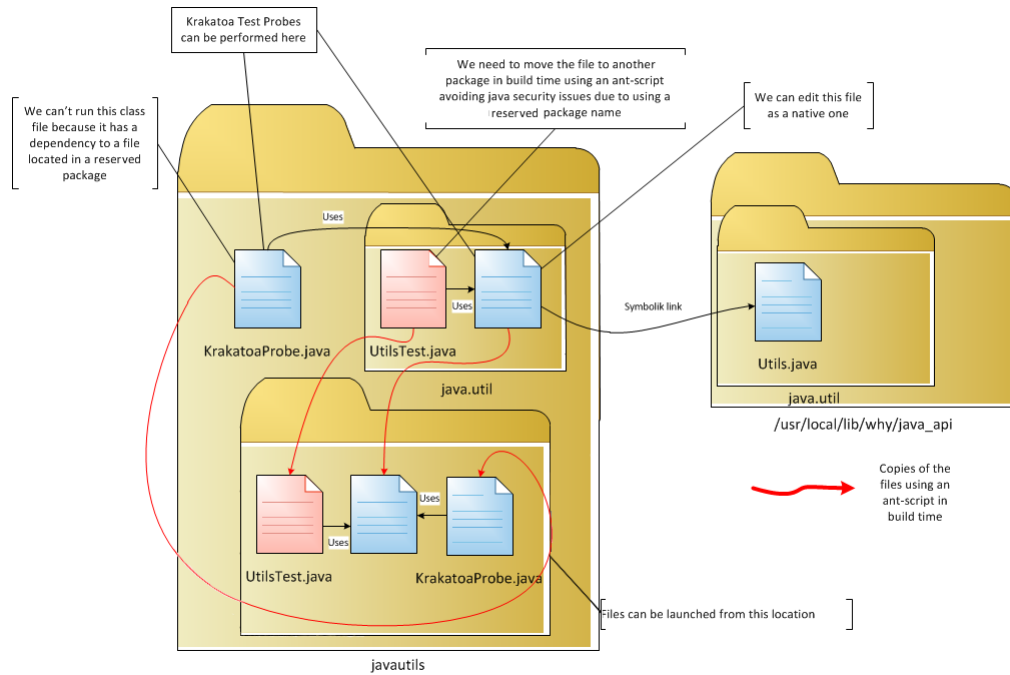 Krakatoa Test Probes
can be performed here
We need to move the file to another
package in build time using an ant-script
avoiding java security issues due to using a
reserved package name
We can't run this class
file because it has a
dependency to a file
located in a reserved
package
We can edit this file
as a native one
Uses
Uses
Symbolik link
KrakatoaProbe.java
UtilsTest.java
Utils.java
java.util
java.util
/usr/local/lib/why/java_api
Copies of the
files using an
ant-script in
build time
Uses
Uses
UtilsTest.java
KrakatoaProbe.java
Files can be launched from this location
javautils